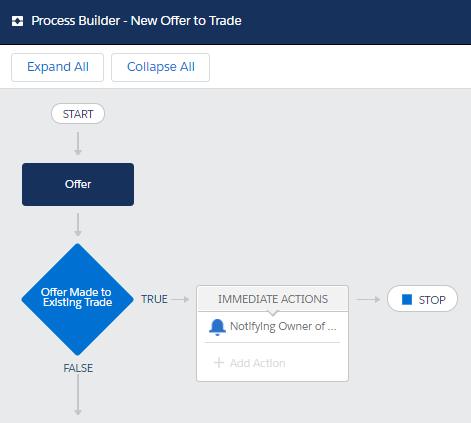 Process Builder - New Offer to Trade
Expand All
Collapse All
START
Offer
Offer Made to
Existing Trade
TRUE
IMMEDIATE ACTIONS
STOP
Notifying Owner of ...
+ Add Action
FALSE